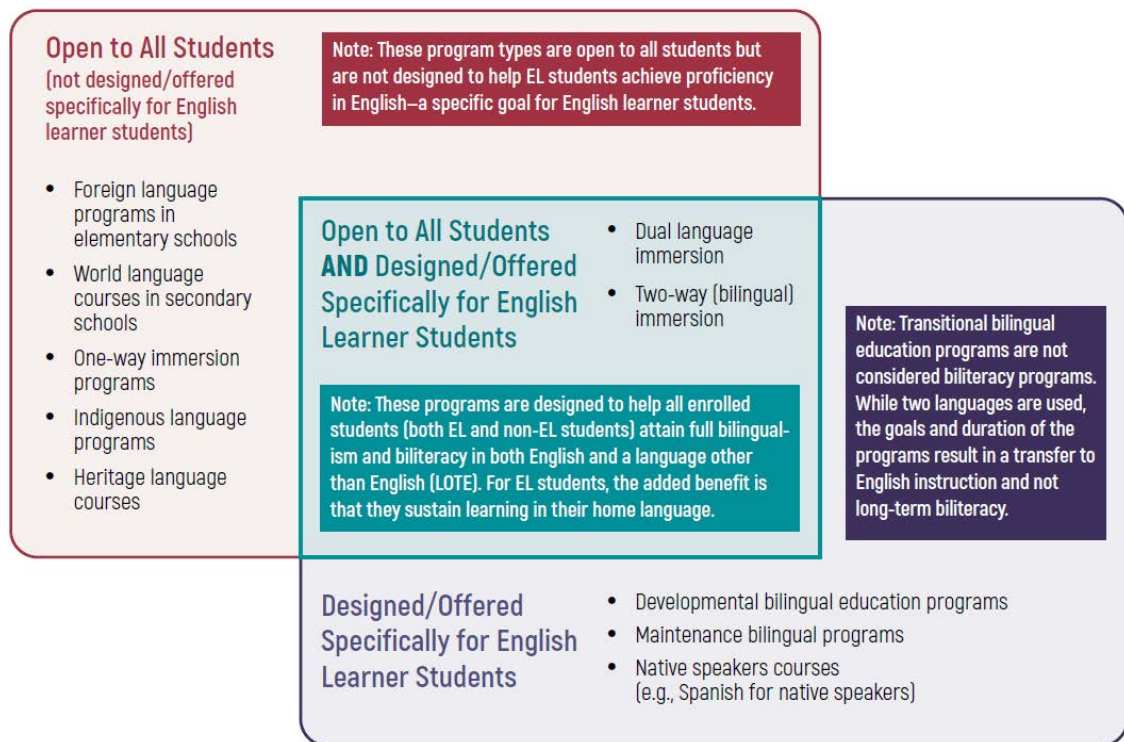 Open to All Students
(not designed/offered
specifically for English
learner students)
Note: These program types are open to all students but
are not designed to help EL students achieve proficiency
in English—a specific goal for English learner students.
• Foreign language
programs in
elementary schools
• World language
courses in secondary
schools
• One-way immersion
programs
• Indigenous language
programs
• Heritage language
courses
Open to All Students
AND Designed/Offered
Specifically for English
Learner Students
• Dual language
immersion
• Two-way (bilingual)
immersion
Note: These programs are designed to help all enrolled
students (both EL and non-EL students) attain full bilingual-
ism and biliteracy in both English and a language other
than English (LOTE). For EL students, the added benefit is
that they sustain learning in their home language.
Note: Transitional bilingual
education programs are not
considered biliteracy programs.
While two languages are used,
the goals and duration of the
programs result in a transfer to
English instruction and not
long-term biliteracy.
Designed/Offered
Specifically for English
Learner Students
• Developmental bilingual education programs
• Maintenance bilingual programs
• Native speakers courses
(e.g., Spanish for native speakers)